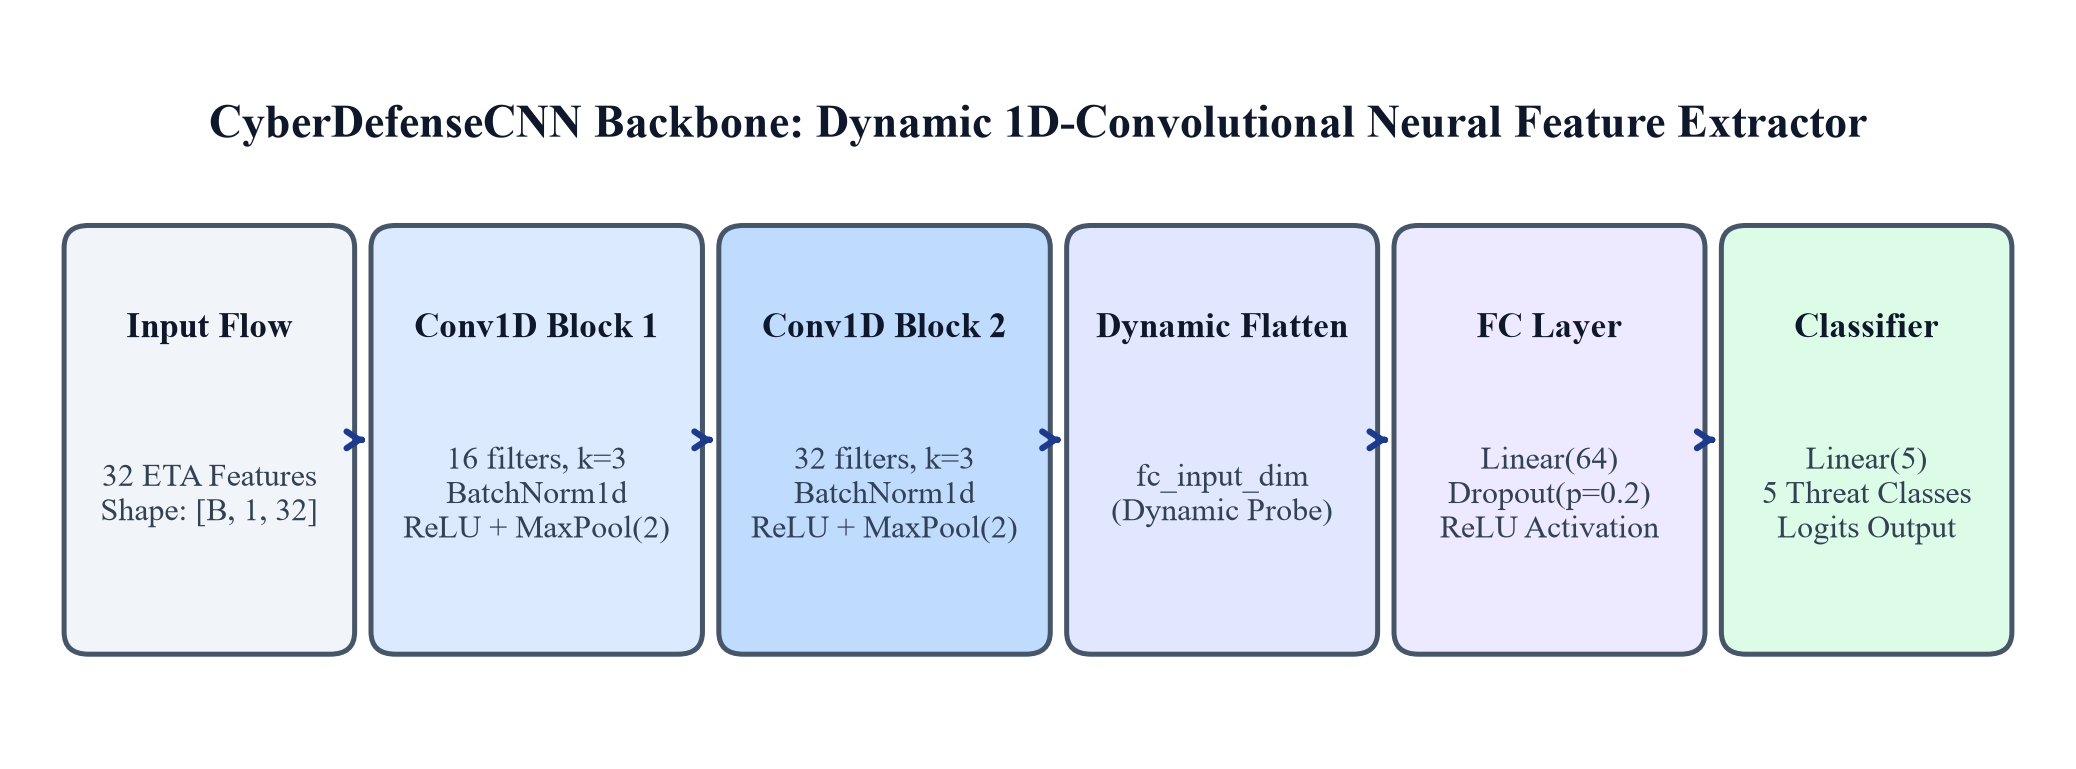 CyberDefenseCNN Backbone: Dynamic 1D-Convolutional Neural Feature Extractor
Input Flow
32 ETA Features
Shape: [B, 1, 32]
Conv1D Block 1
16 filters, k=3
BatchNorm1d
ReLU + MaxPool(2)
Conv1D Block 2
32 filters, k=3
BatchNorm1d
ReLU + MaxPool(2)
Dynamic Flatten
fc_input_dim
(Dynamic Probe)
FC Layer
Linear(64)
Dropout(p=0.2)
ReLU Activation
Classifier
Linear(5)
5 Threat Classes
Logits Output